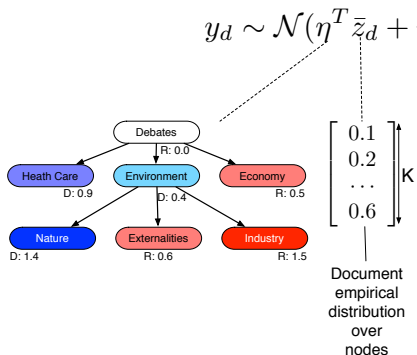 y_d ∼ N(η^T z̄_d +
Debates
R: 0.0
Heath Care
Environment
Economy
D: 0.9
D: 0.4
R: 0.5
Nature
Externalities
Industry
D: 1.4
R: 0.6
R: 1.5
0.1
0.2
...
0.6
K
Document
empirical
distribution
over
nodes